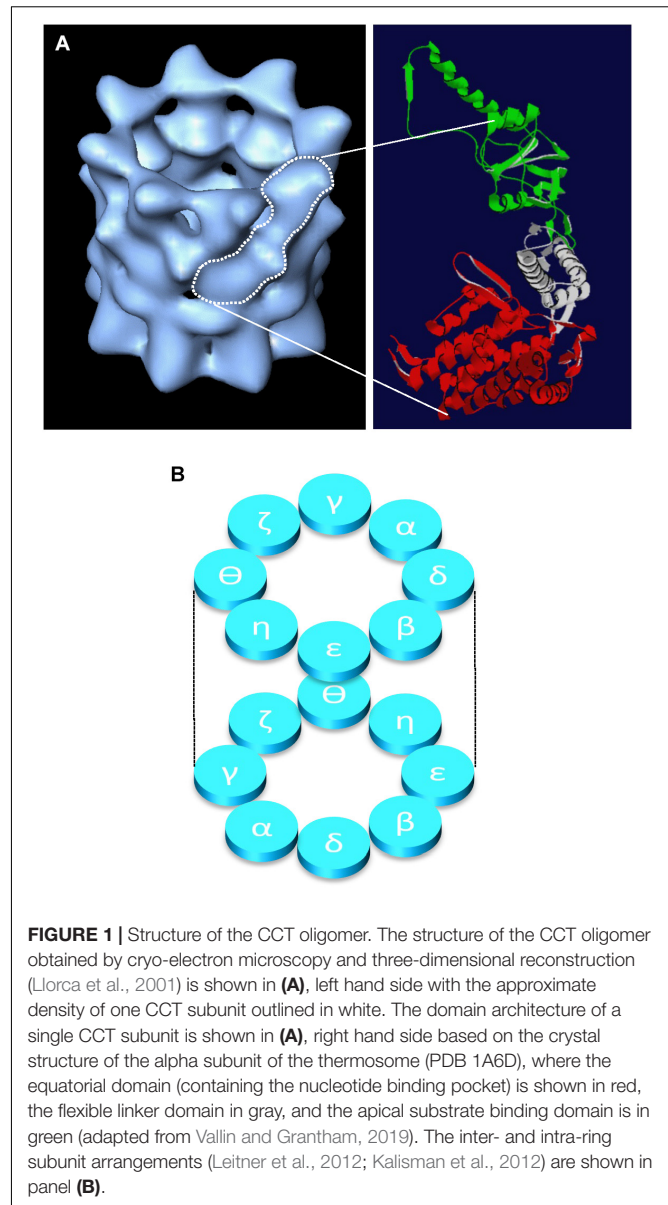 A
B
γ
ζ α
Θ δ
η β
ε
Θ
ζ η
γ ε
α β
δ
FIGURE 1 | Structure of the CCT oligomer. The structure of the CCT oligomer
obtained by cryo-electron microscopy and three-dimensional reconstruction
(Llorca et al., 2001) is shown in (A), left hand side with the approximate
density of one CCT subunit outlined in white. The domain architecture of a
single CCT subunit is shown in (A), right hand side based on the crystal
structure of the alpha subunit of the thermosome (PDB 1A6D), where the
equatorial domain (containing the nucleotide binding pocket) is shown in red,
the flexible linker domain in gray, and the apical substrate binding domain is in
green (adapted from Vallin and Grantham, 2019). The inter- and intra-ring
subunit arrangements (Leitner et al., 2012; Kalisman et al., 2012) are shown in
panel (B).